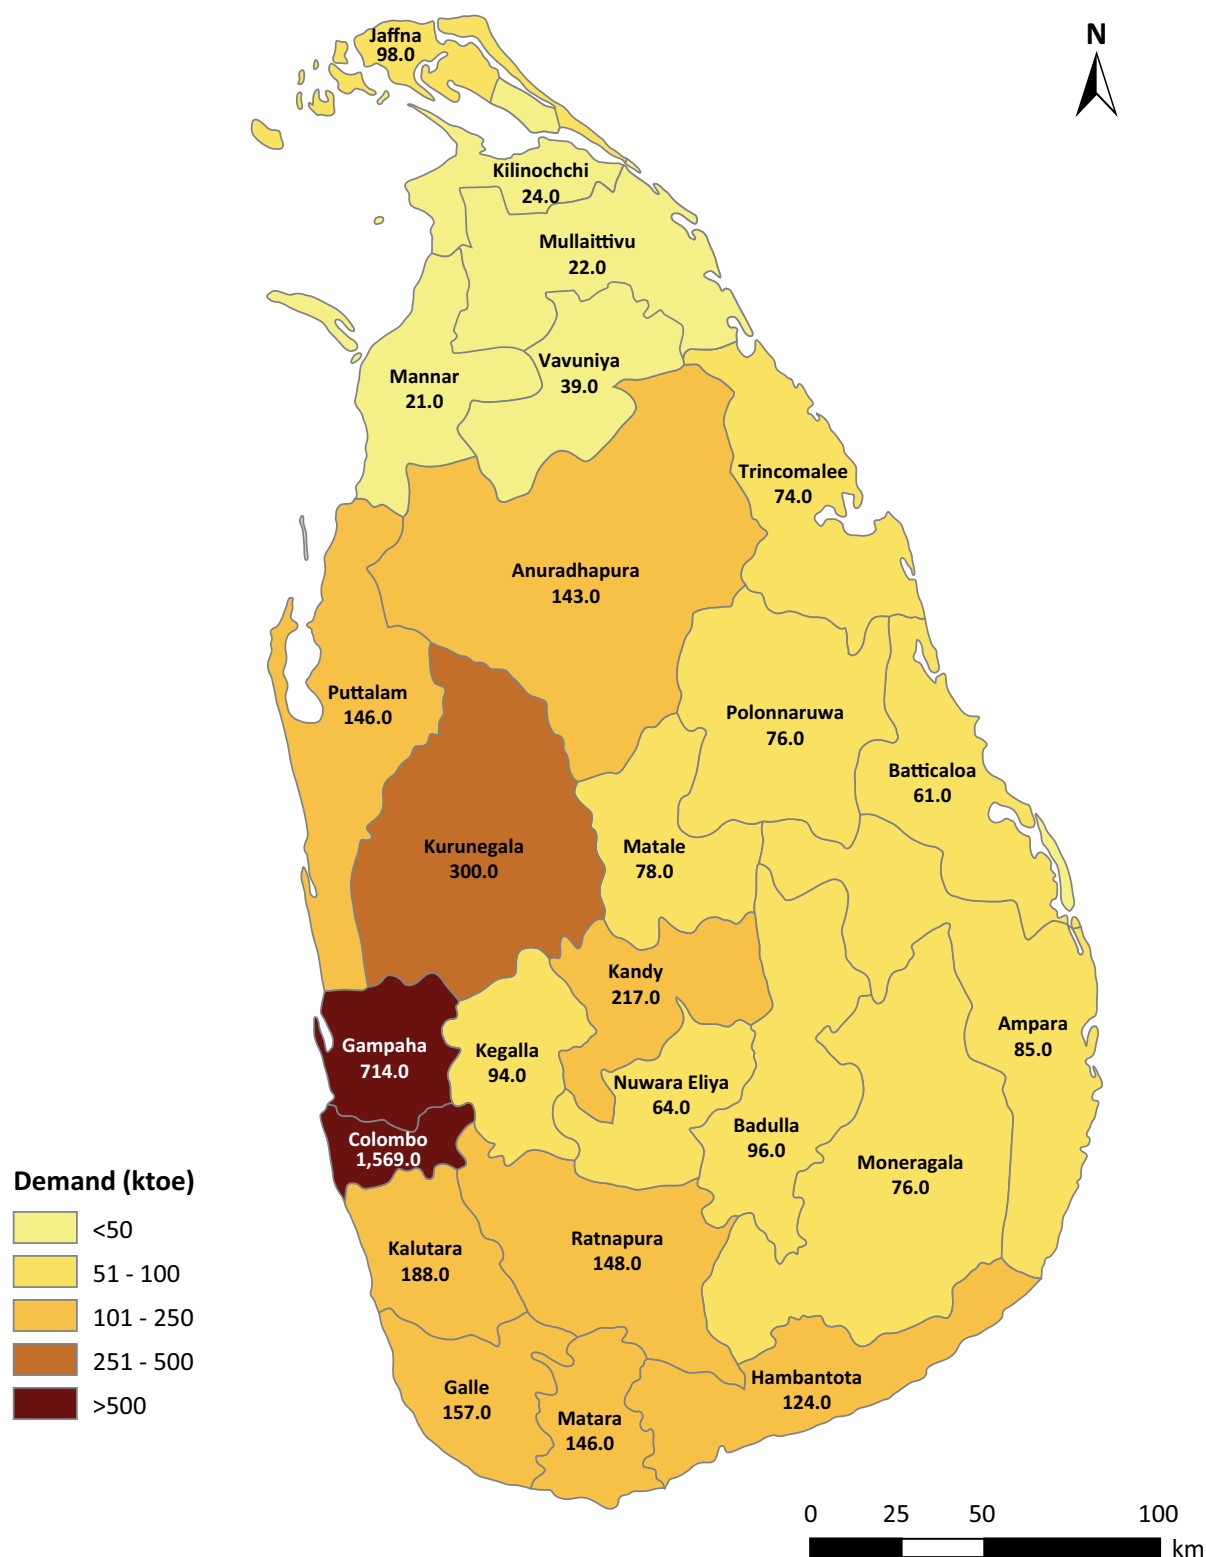 Jaffna
98.0
N
Kilinochchi
24.0
Mullaittivu
22.0
Vavuniya
39.0
Mannar
21.0
Trincomalee
74.0
Anuradhapura
143.0
Puttalam
146.0
Polonnaruwa
76.0
Batticaloa
61.0
Kurunegala
300.0
Matale
78.0
Kandy
217.0
Ampara
85.0
Gampaha
714.0
Kegalla
94.0
Nuwara Eliya
64.0
Badulla
96.0
Colombo
1,569.0
Moneragala
76.0
Ratnapura
148.0
Kalutara
188.0
Hambantota
124.0
Galle
157.0
Matara
146.0
Demand (ktoe)
<50
51 - 100
101 - 250
251 - 500
>500
0 25 50 100
km